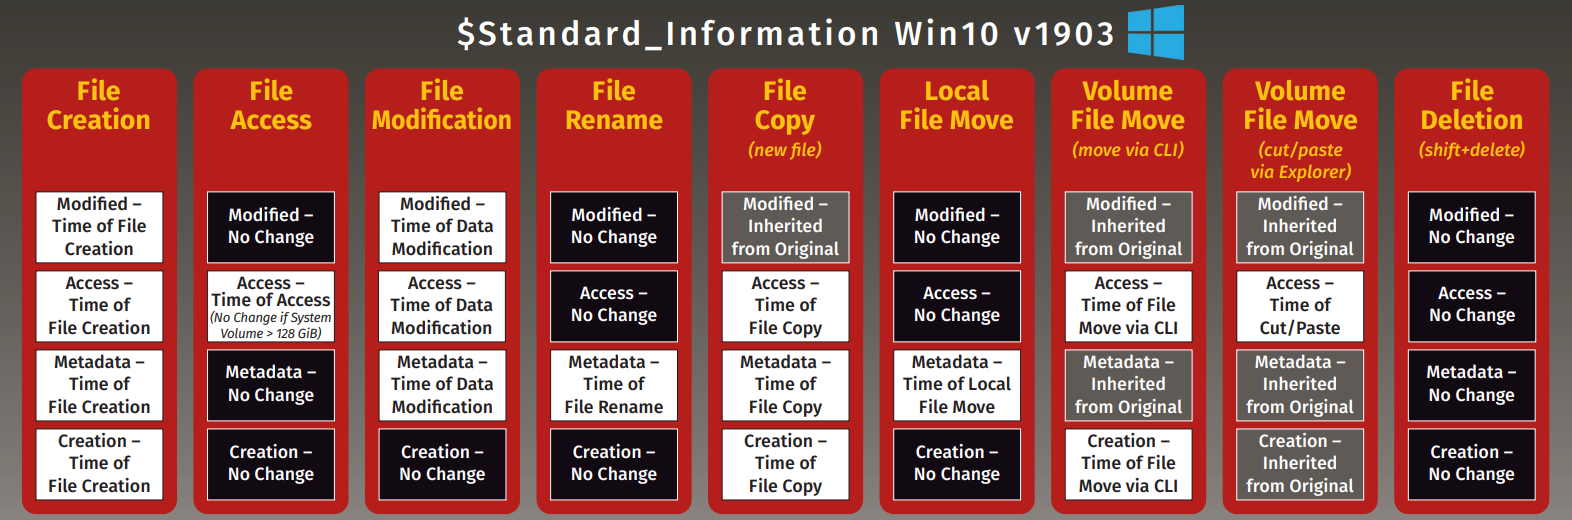 $Standard_Information Win10 v1903
File
Creation
Modified –
Time of File
Creation
Access –
Time of
File Creation
Metadata –
Time of
File Creation
Creation –
Time of
File Creation
File
Access
Modified –
No Change
Access –
Time of Access
(No Change if System
Volume > 128 GiB)
Metadata –
No Change
Creation –
No Change
File
Modification
Modified –
Time of Data
Modification
Access –
Time of Data
Modification
Metadata –
Time of Data
Modification
Creation –
No Change
File
Rename
Modified –
No Change
Access –
No Change
Metadata –
Time of
File Rename
Creation –
No Change
File
Copy
(new file)
Modified –
Inherited
from Original
Access –
Time of
File Copy
Metadata –
Time of
File Copy
Creation –
Time of
File Copy
Local
File Move
Modified –
No Change
Access –
No Change
Metadata –
Time of Local
File Move
Creation –
No Change
Volume
File Move
(move via CLI)
Modified –
Inherited
from Original
Access –
Time of File
Move via CLI
Metadata –
Inherited
from Original
Creation –
Time of File
Move via CLI
Volume
File Move
(cut/paste
via Explorer)
Modified –
Inherited
from Original
Access –
Time of
Cut/Paste
Metadata –
Inherited
from Original
Creation –
Inherited
from Original
File
Deletion
(shift+delete)
Modified –
No Change
Access –
No Change
Metadata –
No Change
Creation –
No Change